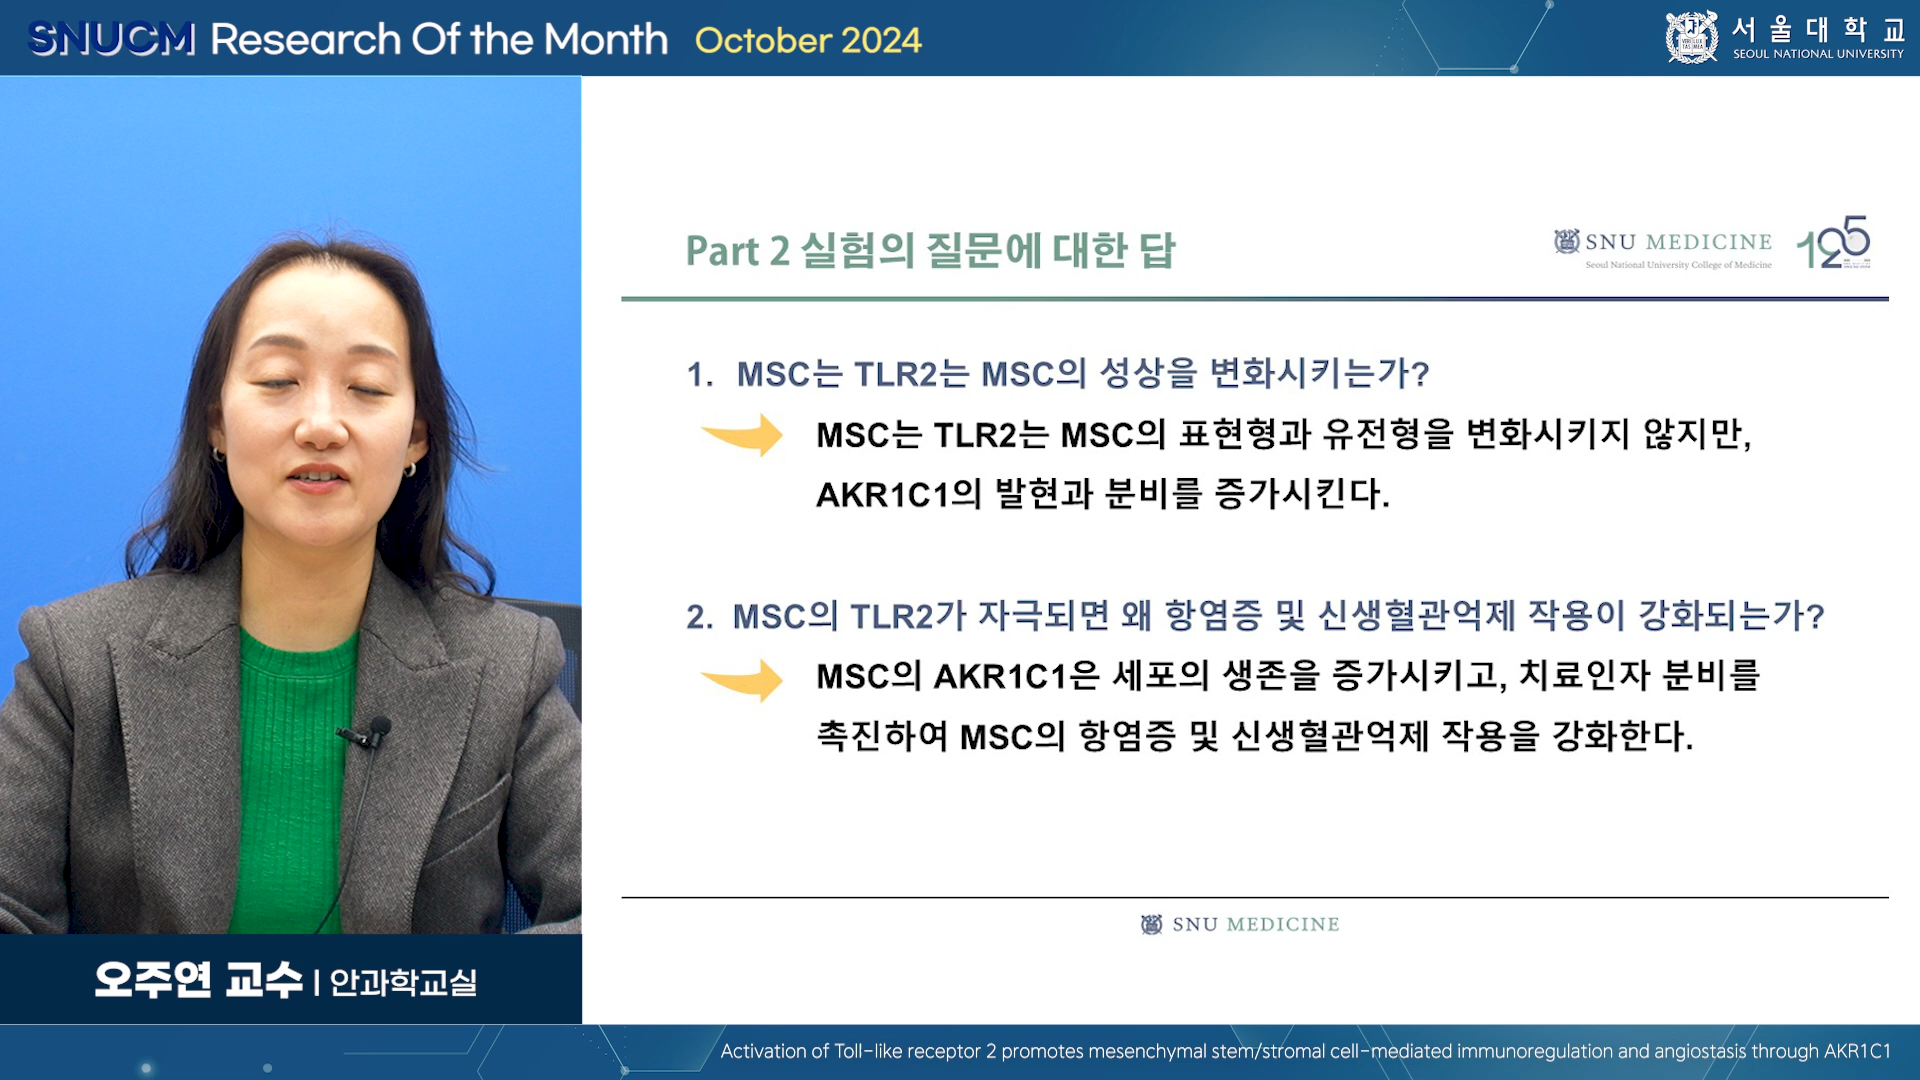 SNUCM Research Of the Month October 2024
서울대학교
SEOUL NATIONAL UNIVERSITY
Part 2 실험의 질문에 대한 답
SNU MEDICINE
Seoul National University College of Medicine
125
1. MSC는 TLR2는 MSC의 성상을 변화시키는가?
MSC는 TLR2는 MSC의 표현형과 유전형을 변화시키지 않지만,
AKR1C1의 발현과 분비를 증가시킨다.
2. MSC의 TLR2가 자극되면 왜 항염증 및 신생혈관억제 작용이 강화되는가?
MSC의 AKR1C1은 세포의 생존을 증가시키고, 치료인자 분비를
촉진하여 MSC의 항염증 및 신생혈관억제 작용을 강화한다.
SNU MEDICINE
오주연 교수 | 안과학교실
Activation of Toll-like receptor 2 promotes mesenchymal stem/stromal cell-mediated immunoregulation and angiostasis through AKR1C1